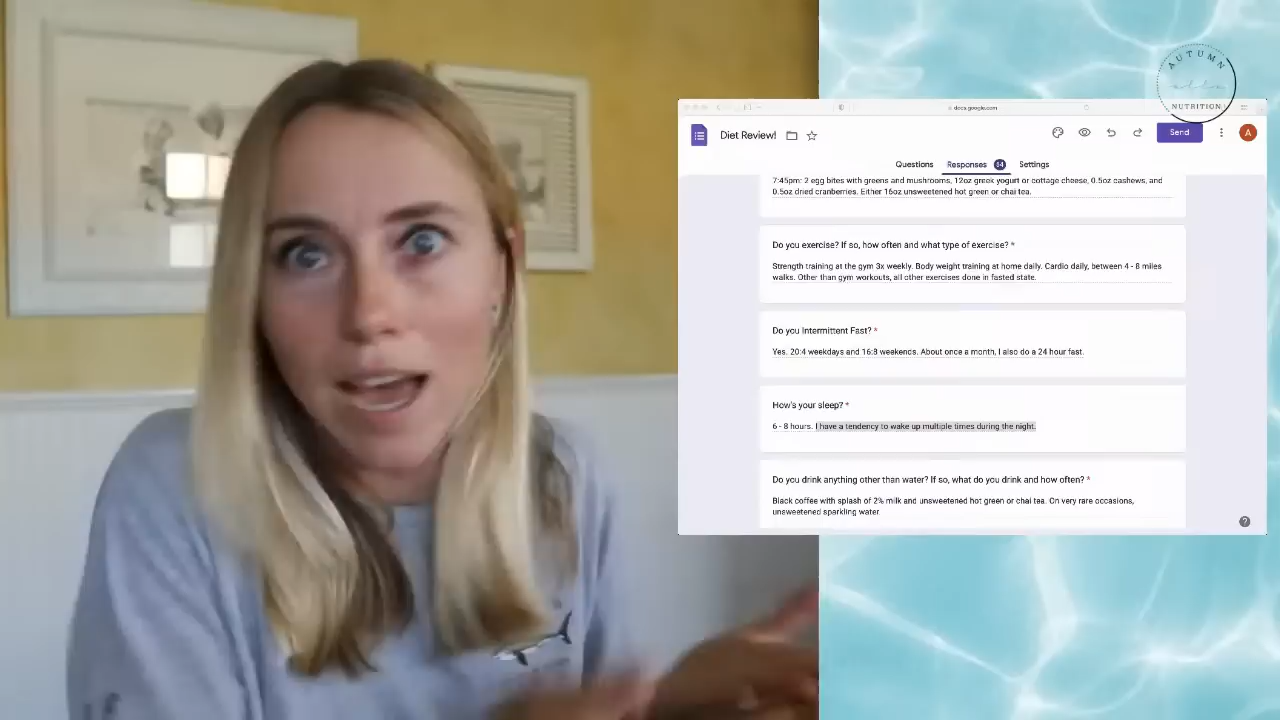 AUTUMN
elle
NUTRITION
docs.google.com
Diet Review!
Send
A
Questions
Responses 64
Settings
7:45pm: 2 egg bites with greens and mushrooms, 12oz greek yogurt or cottage cheese, 0.5oz cashews, and
0.5oz dried cranberries. Either 16oz unsweetened hot green or chai tea.
Do you exercise? If so, how often and what type of exercise? *
Strength training at the gym 3x weekly. Body weight training at home daily. Cardio daily, between 4 - 8 miles
walks. Other than gym workouts, all other exercises done in fasted state.
Do you Intermittent Fast? *
Yes. 20:4 weekdays and 16:8 weekends. About once a month, I also do a 24 hour fast.
How's your sleep? *
6 - 8 hours. I have a tendency to wake up multiple times during the night.
Do you drink anything other than water? If so, what do you drink and how often? *
Black coffee with splash of 2% milk and unsweetened hot green or chai tea. On very rare occasions,
unsweetened sparkling water.